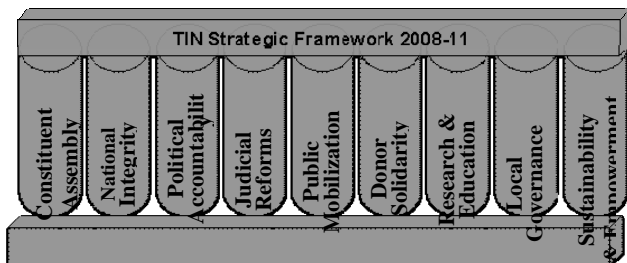 TIN Strategic Framework 2008-11
Constituent
Assembly
National
Integrity
Political
Accountabilit
Judicial
Reforms
Public
Mobilization
Donor
Solidarity
Research &
Education
Local
Governance
Sustainability
& Empowerment